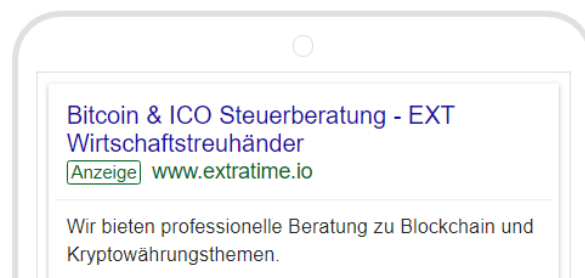 Bitcoin & ICO Steuerberatung - EXT
Wirtschaftstreuhänder
Anzeige www.extratime.io
Wir bieten professionelle Beratung zu Blockchain und
Kryptowährungsthemen.